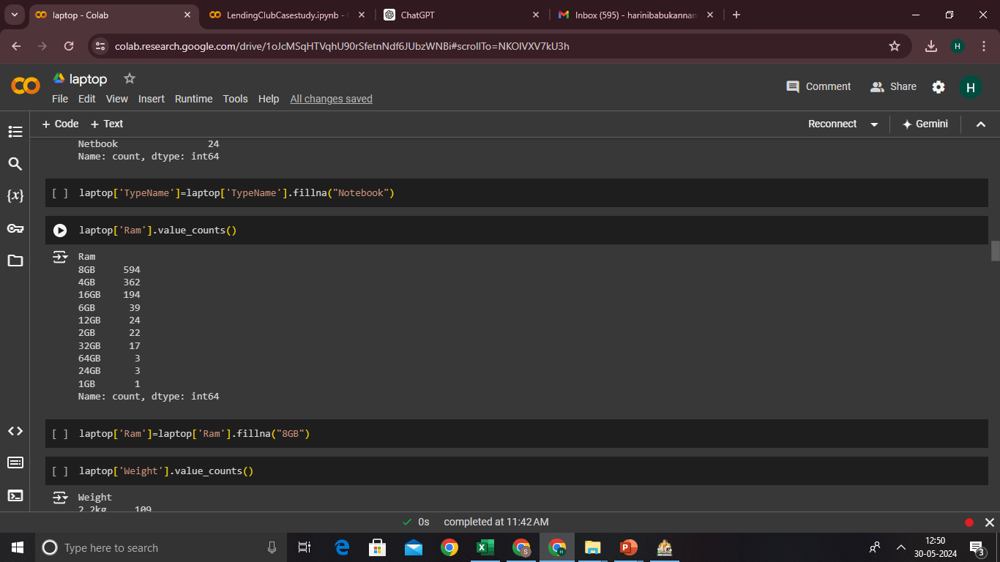 laptop - Colab
LendingClubCasestudy.ipynb -
ChatGPT
Inbox (595) - harinibabukannan
colab.research.google.com/drive/1oJcMSqHTVqhU90rSfetnNdf6JUbzWNBi#scrollTo=NKOlVXV7kU3h
H
laptop
File Edit View Insert Runtime Tools Help All changes saved
Comment
Share
H
+ Code + Text
Reconnect
Gemini
Netbook 24
Name: count, dtype: int64
[ ] laptop['TypeName']=laptop['TypeName'].fillna("Notebook")
laptop['Ram'].value_counts()
Ram
8GB 594
4GB 362
16GB 194
6GB 39
12GB 24
2GB 22
32GB 17
64GB 3
24GB 3
1GB 1
Name: count, dtype: int64
[ ] laptop['Ram']=laptop['Ram'].fillna("8GB")
[ ] laptop['Weight'].value_counts()
Weight
2.2kg 109
0s completed at 11:42 AM
Type here to search
S
H
12:50
30-05-2024
3